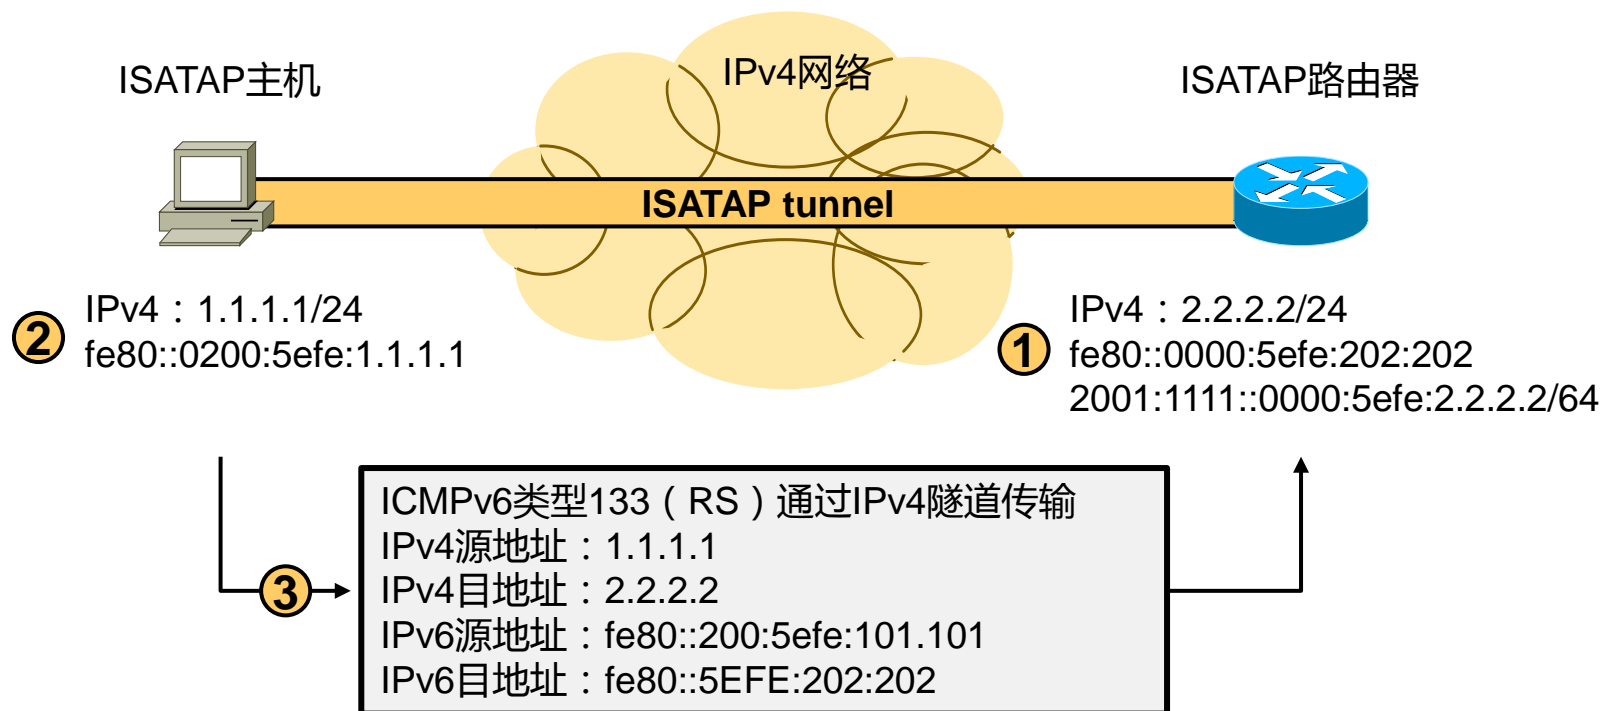 ISATAP主机
IPv4网络
ISATAP路由器
ISATAP tunnel
2
IPv4：1.1.1.1/24
fe80::0200:5efe:1.1.1.1
1
IPv4：2.2.2.2/24
fe80::0000:5efe:202:202
2001:1111::0000:5efe:2.2.2.2/64
3
ICMPv6类型133（RS）通过IPv4隧道传输
IPv4源地址：1.1.1.1
IPv4目地址：2.2.2.2
IPv6源地址：fe80::200:5efe:101.101
IPv6目地址：fe80::5EFE:202:202